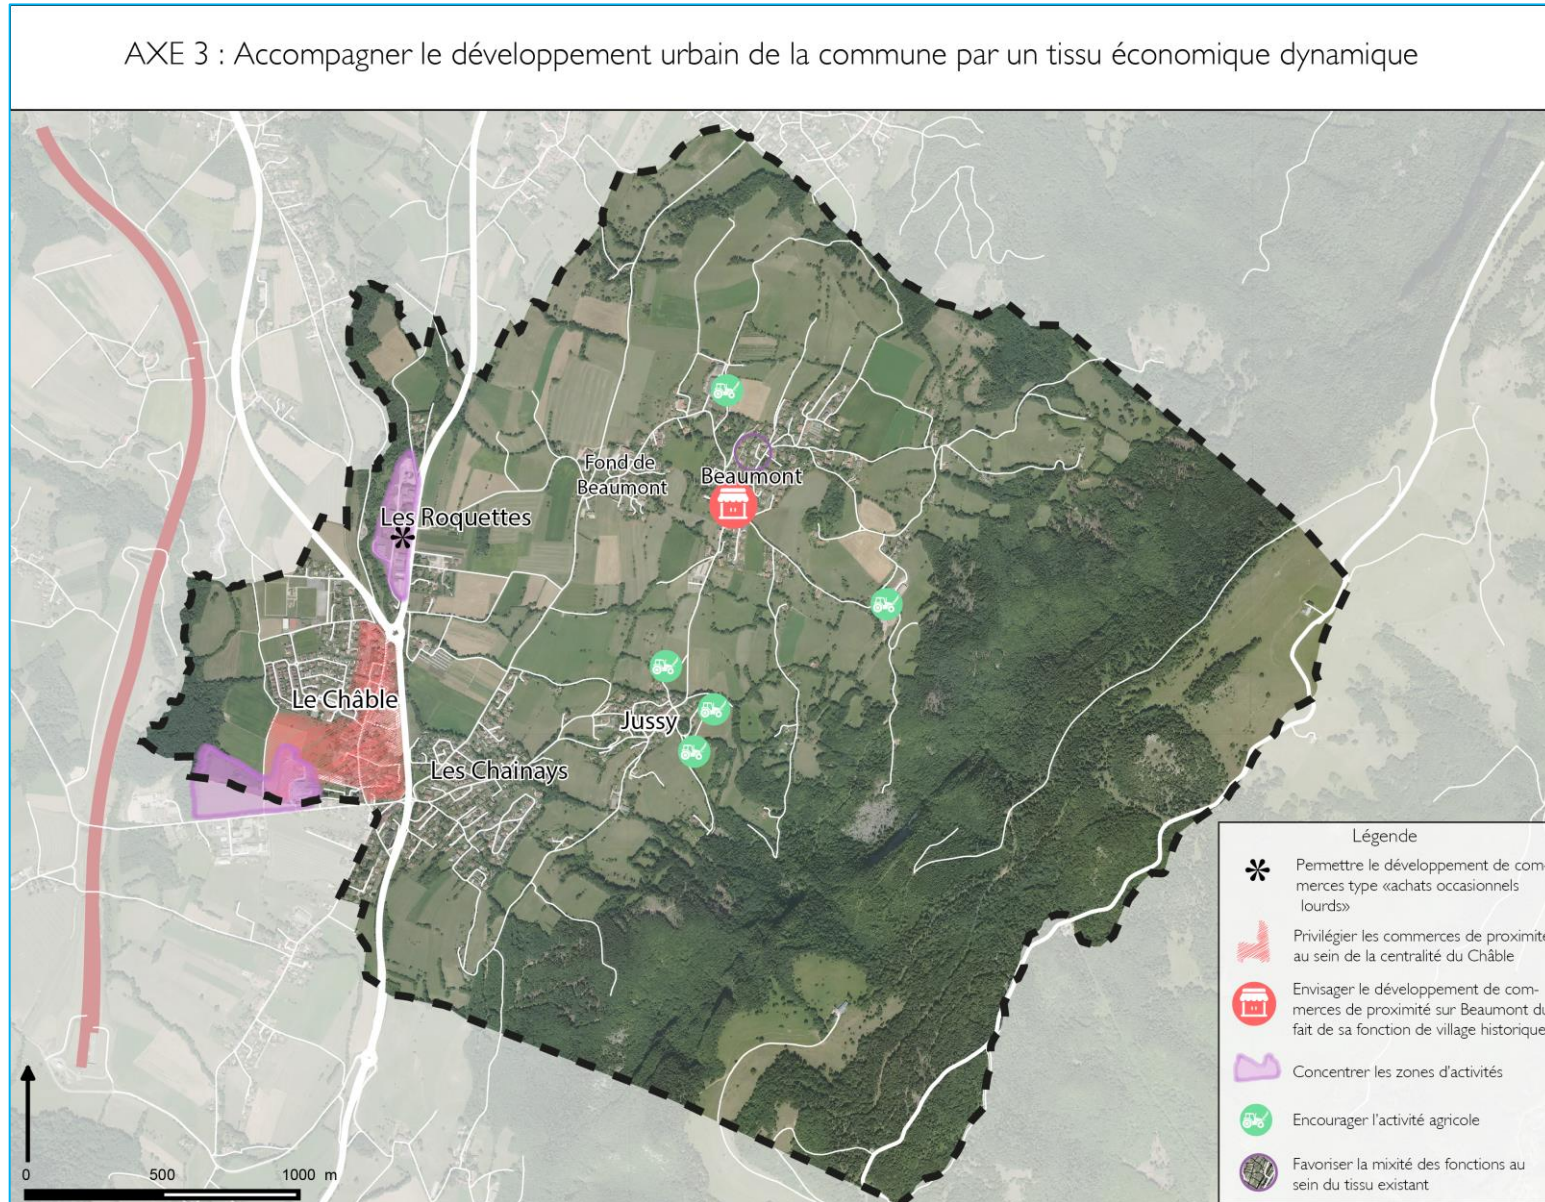 AXE 3 : Accompagner le développement urbain de la commune par un tissu économique dynamique
Fond de
Beaumont
Beaumont
Les Roquettes
Le Châble
Jussy
Les Chainays
Légende
Permettre le développement de com-
merces type «achats occasionnels
lourds»
Privilégier les commerces de proximité
au sein de la centralité du Châble
Envisager le développement de com-
merces de proximité sur Beaumont du
fait de sa fonction de village historique
Concentrer les zones d'activités
Encourager l'activité agricole
Favoriser la mixité des fonctions au
sein du tissu existant
0 500 1000 m